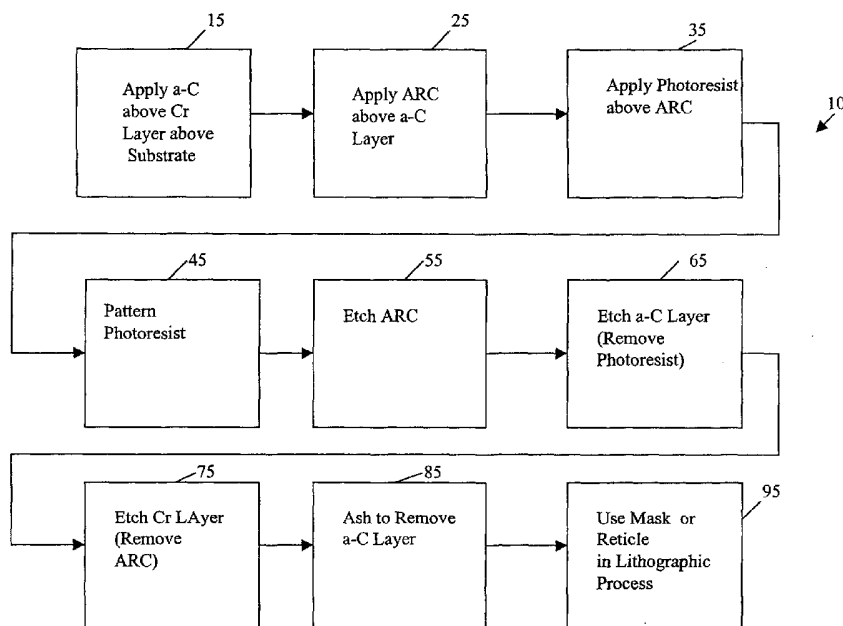 15
Apply a-C
above Cr
Layer above
Substrate
25
Apply ARC
above a-C
Layer
35
Apply Photoresist
above ARC
10
45
Pattern
Photoresist
55
Etch ARC
65
Etch a-C Layer
(Remove
Photoresist)
75
Etch Cr LAyer
(Remove
ARC)
85
Ash to Remove
a-C Layer
95
Use Mask or
Reticle
in Lithographic
Process